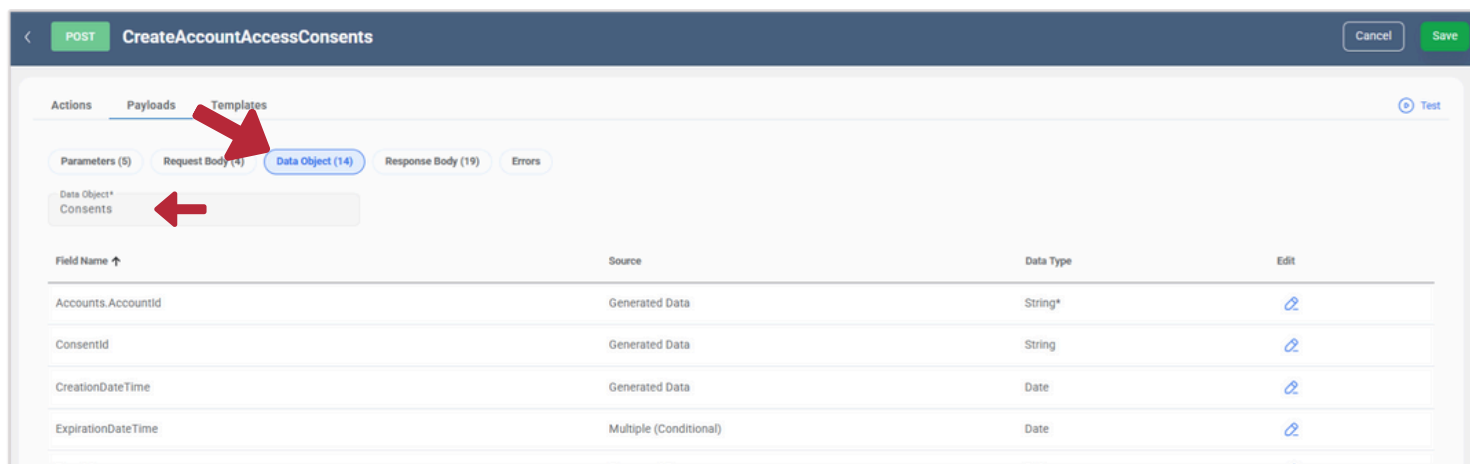 POST CreateAccountAccessConsents Cancel Save
Actions Payloads Templates Test
Parameters (5) Request Body (4) Data Object (14) Response Body (19) Errors
Data Object*
Consents
Field Name Source Data Type Edit
Accounts.AccountId Generated Data String*
ConsentId Generated Data String
CreationDateTime Generated Data Date
ExpirationDateTime Multiple (Conditional) Date